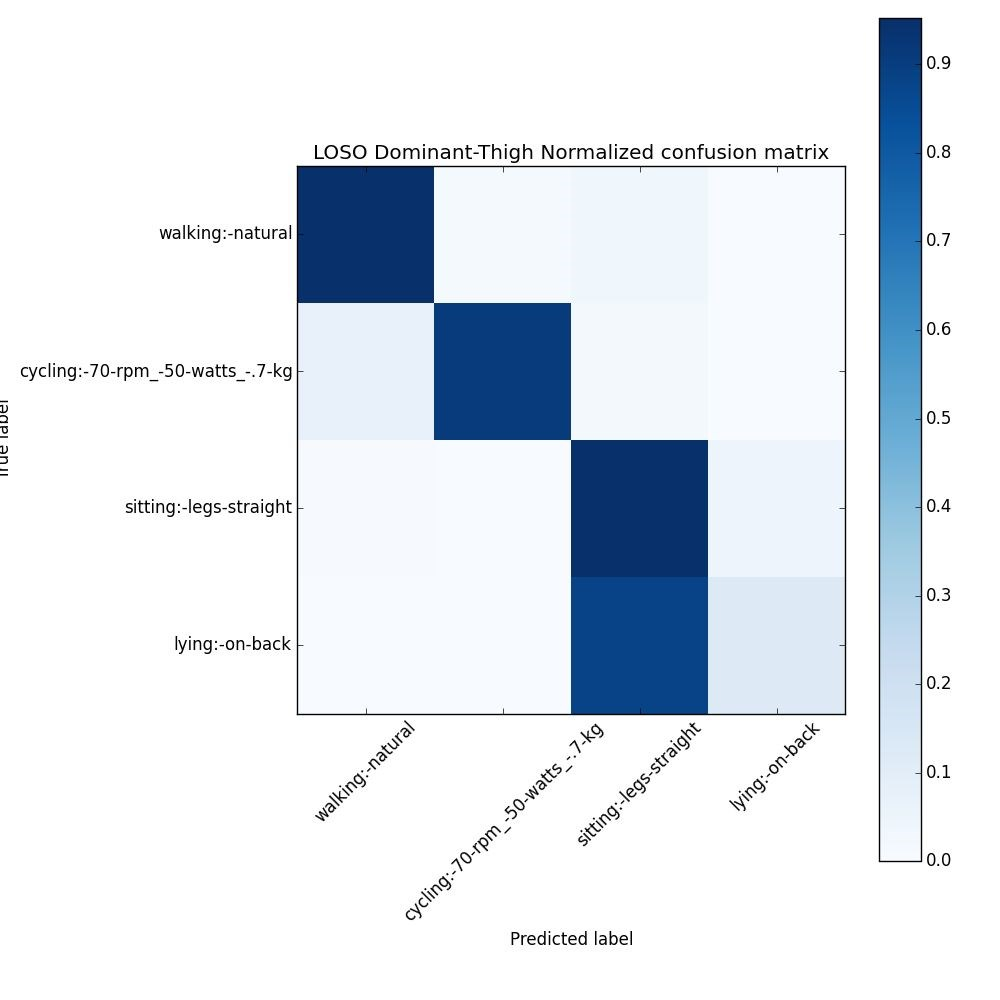 LOSO Dominant-Thigh Normalized confusion matrix
walking:-natural
cycling:-70-rpm_-50-watts_-.7-kg
sitting:-legs-straight
lying:-on-back
True label
walking:-natural
cycling:-70-rpm_-50-watts_-.7-kg
sitting:-legs-straight
lying:-on-back
Predicted label
0.9
0.8
0.7
0.6
0.5
0.4
0.3
0.2
0.1
0.0